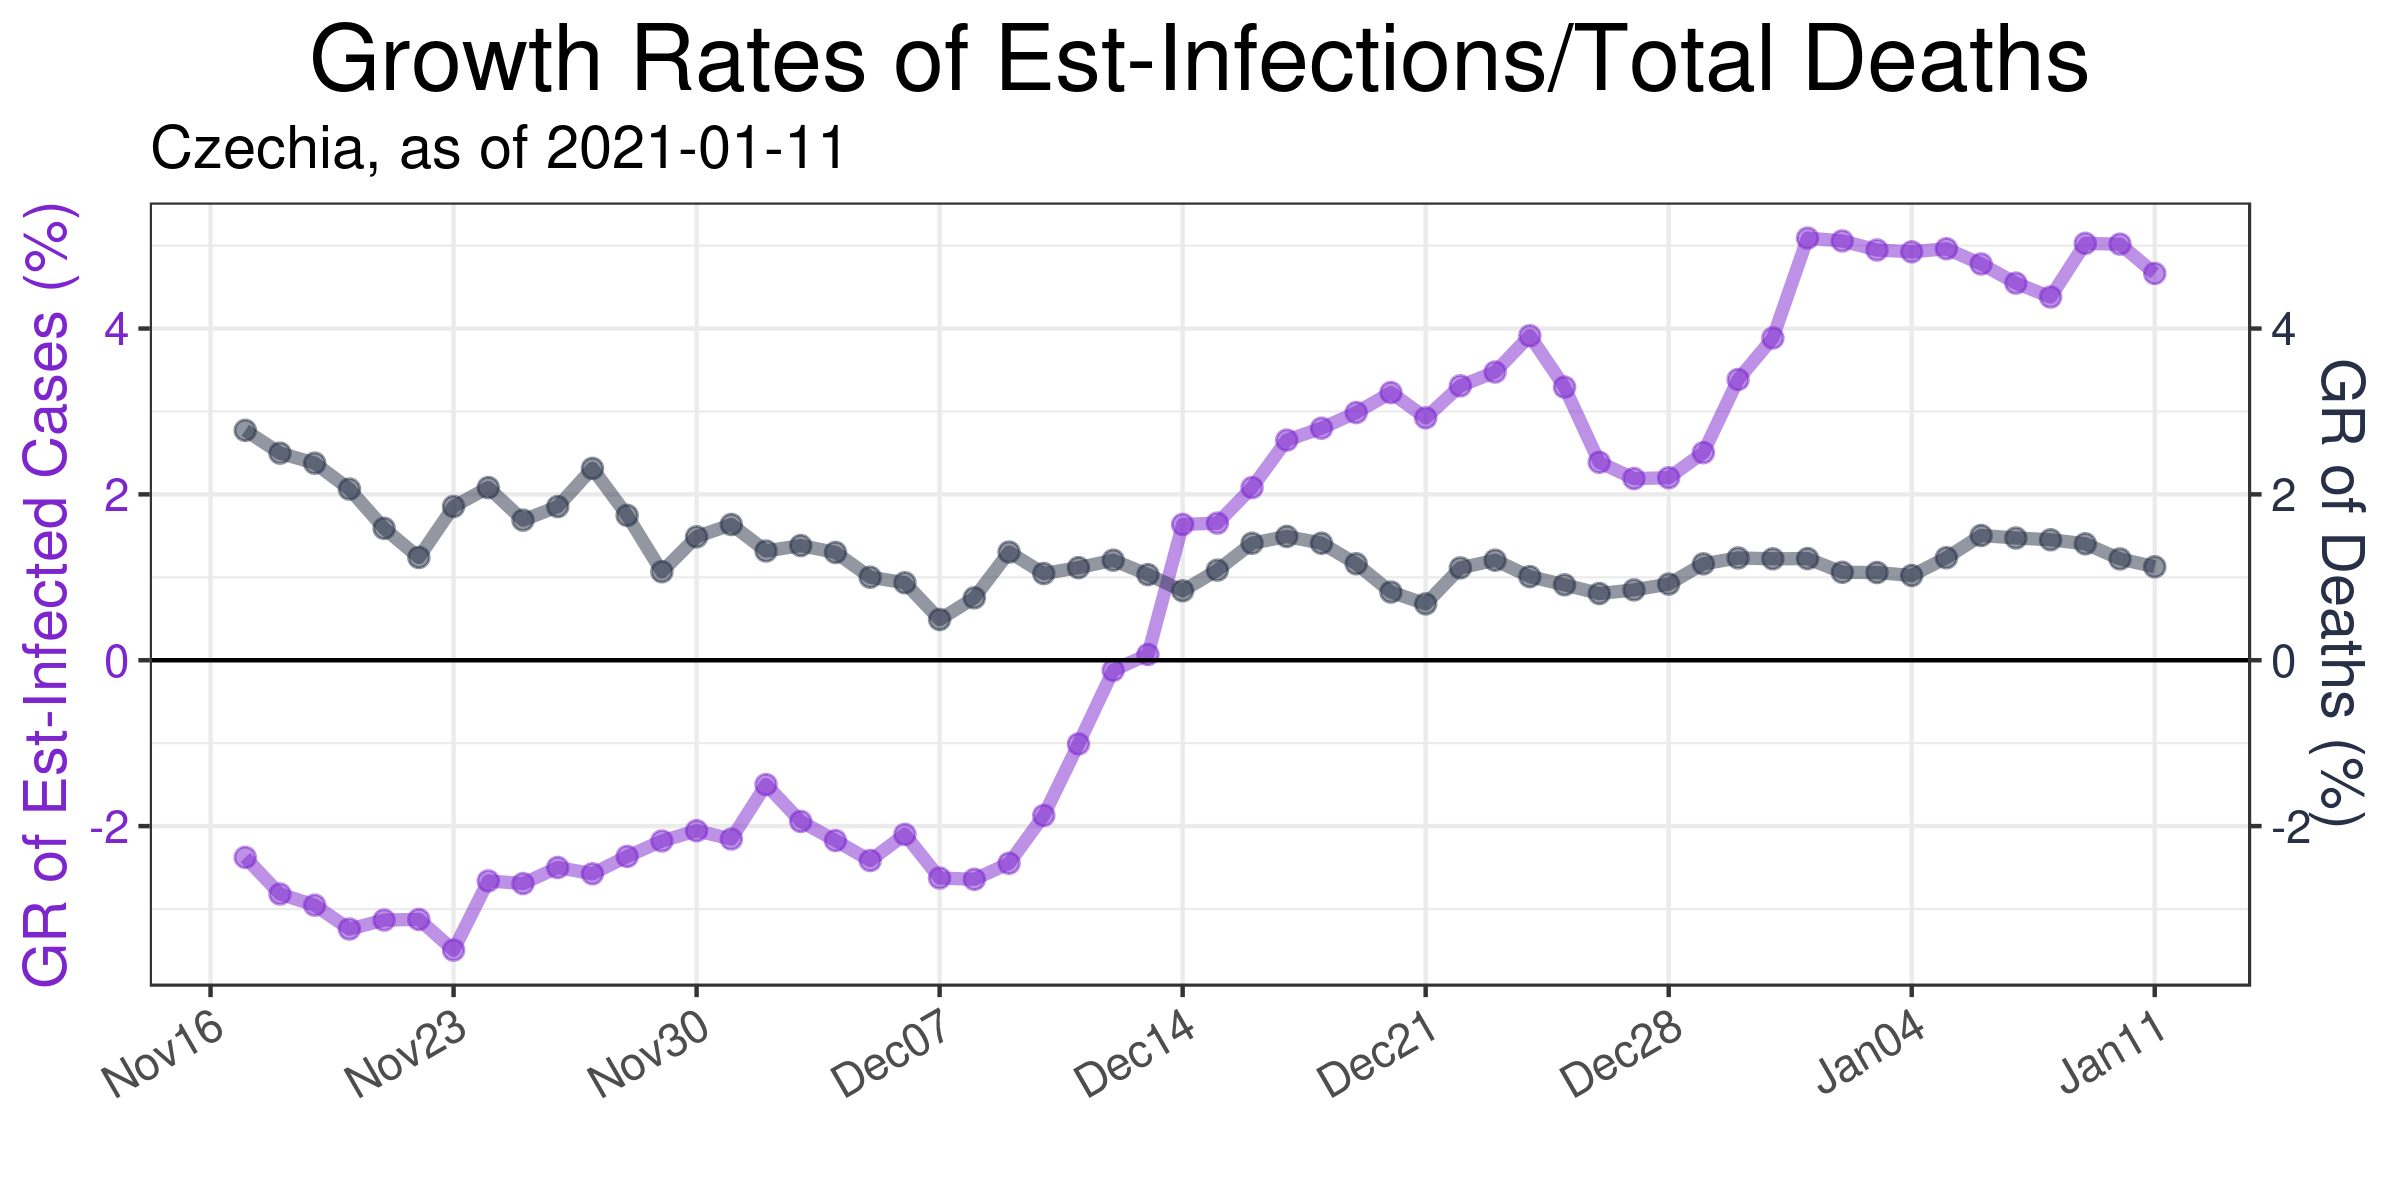 Growth Rates of Est-Infections/Total Deaths
Czechia, as of 2021-01-11
GR of Est-Infected Cases (%)
4
2
0
-2
4
2
0
-2
GR of Deaths (%)
Nov16
Nov23
Nov30
Dec07
Dec14
Dec21
Dec28
Jan04
Jan11